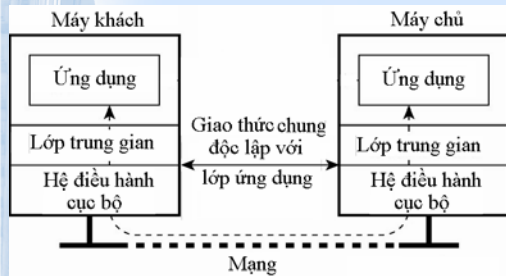 Máy khách
Máy chủ
Ứng dụng
Ứng dụng
Giao thức chung
độc lập với
lớp ứng dụng
Lớp trung gian
Lớp trung gian
Hệ điều hành
cục bộ
Hệ điều hành
cục bộ
Mạng